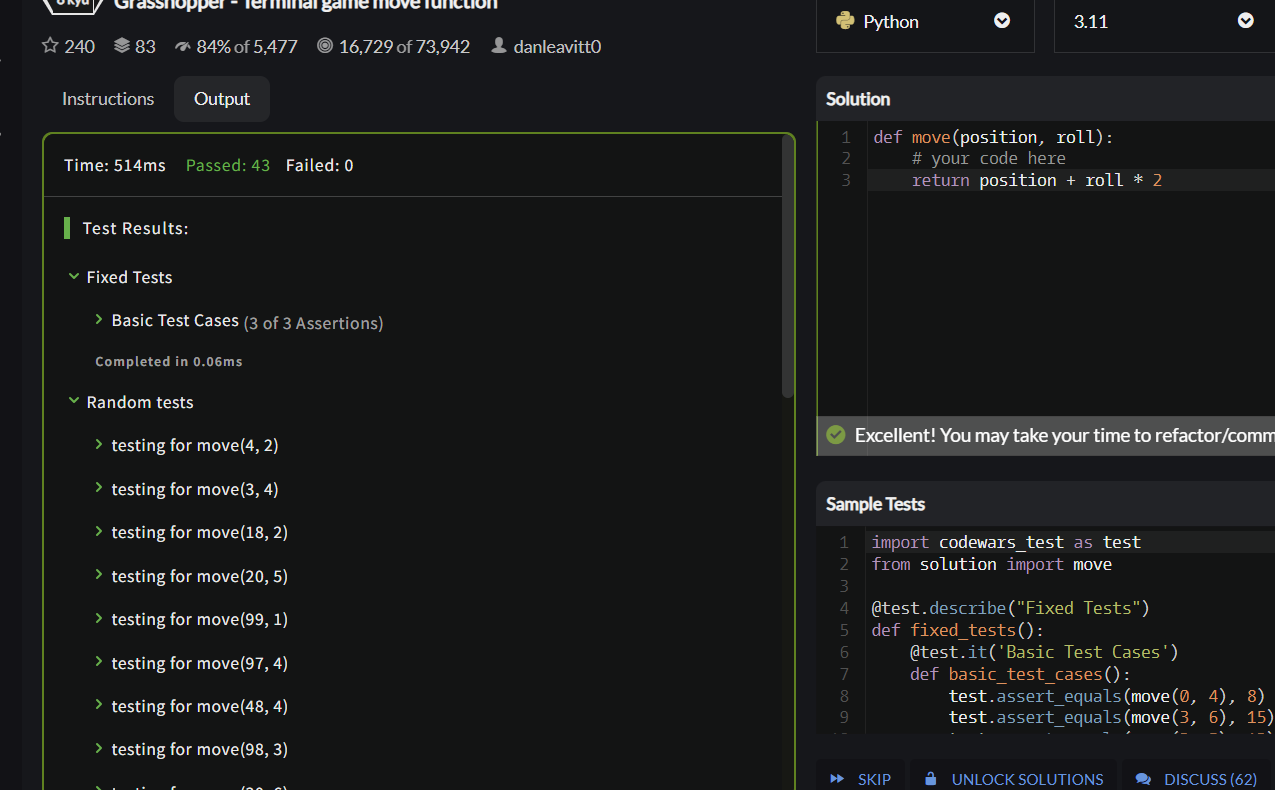 6 kyu
Grasshopper - Terminal game move function
240 83 84% of 5,477 16,729 of 73,942 danleavitt0
Instructions Output
Time: 514ms Passed: 43 Failed: 0
Test Results:
Fixed Tests
Basic Test Cases (3 of 3 Assertions)
Completed in 0.06ms
Random tests
testing for move(4, 2)
testing for move(3, 4)
testing for move(18, 2)
testing for move(20, 5)
testing for move(99, 1)
testing for move(97, 4)
testing for move(48, 4)
testing for move(98, 3)
Python 3.11
Solution
1 def move(position, roll):
2 # your code here
3 return position + roll * 2
Excellent! You may take your time to refactor/comm
Sample Tests
1 import codewars_test as test
2 from solution import move
3
4 @test.describe("Fixed Tests")
5 def fixed_tests():
6 @test.it('Basic Test Cases')
7 def basic_test_cases():
8 test.assert_equals(move(0, 4), 8)
9 test.assert_equals(move(3, 6), 15)
SKIP UNLOCK SOLUTIONS DISCUSS (62)